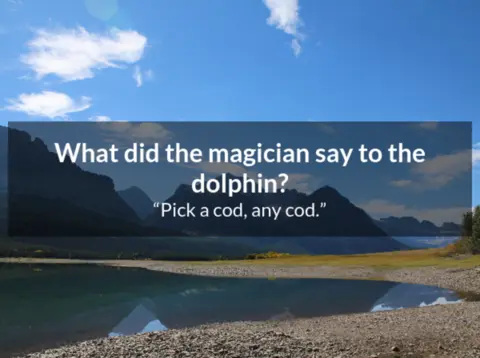 What did the magician say to the
dolphin?
“Pick a cod, any cod.”